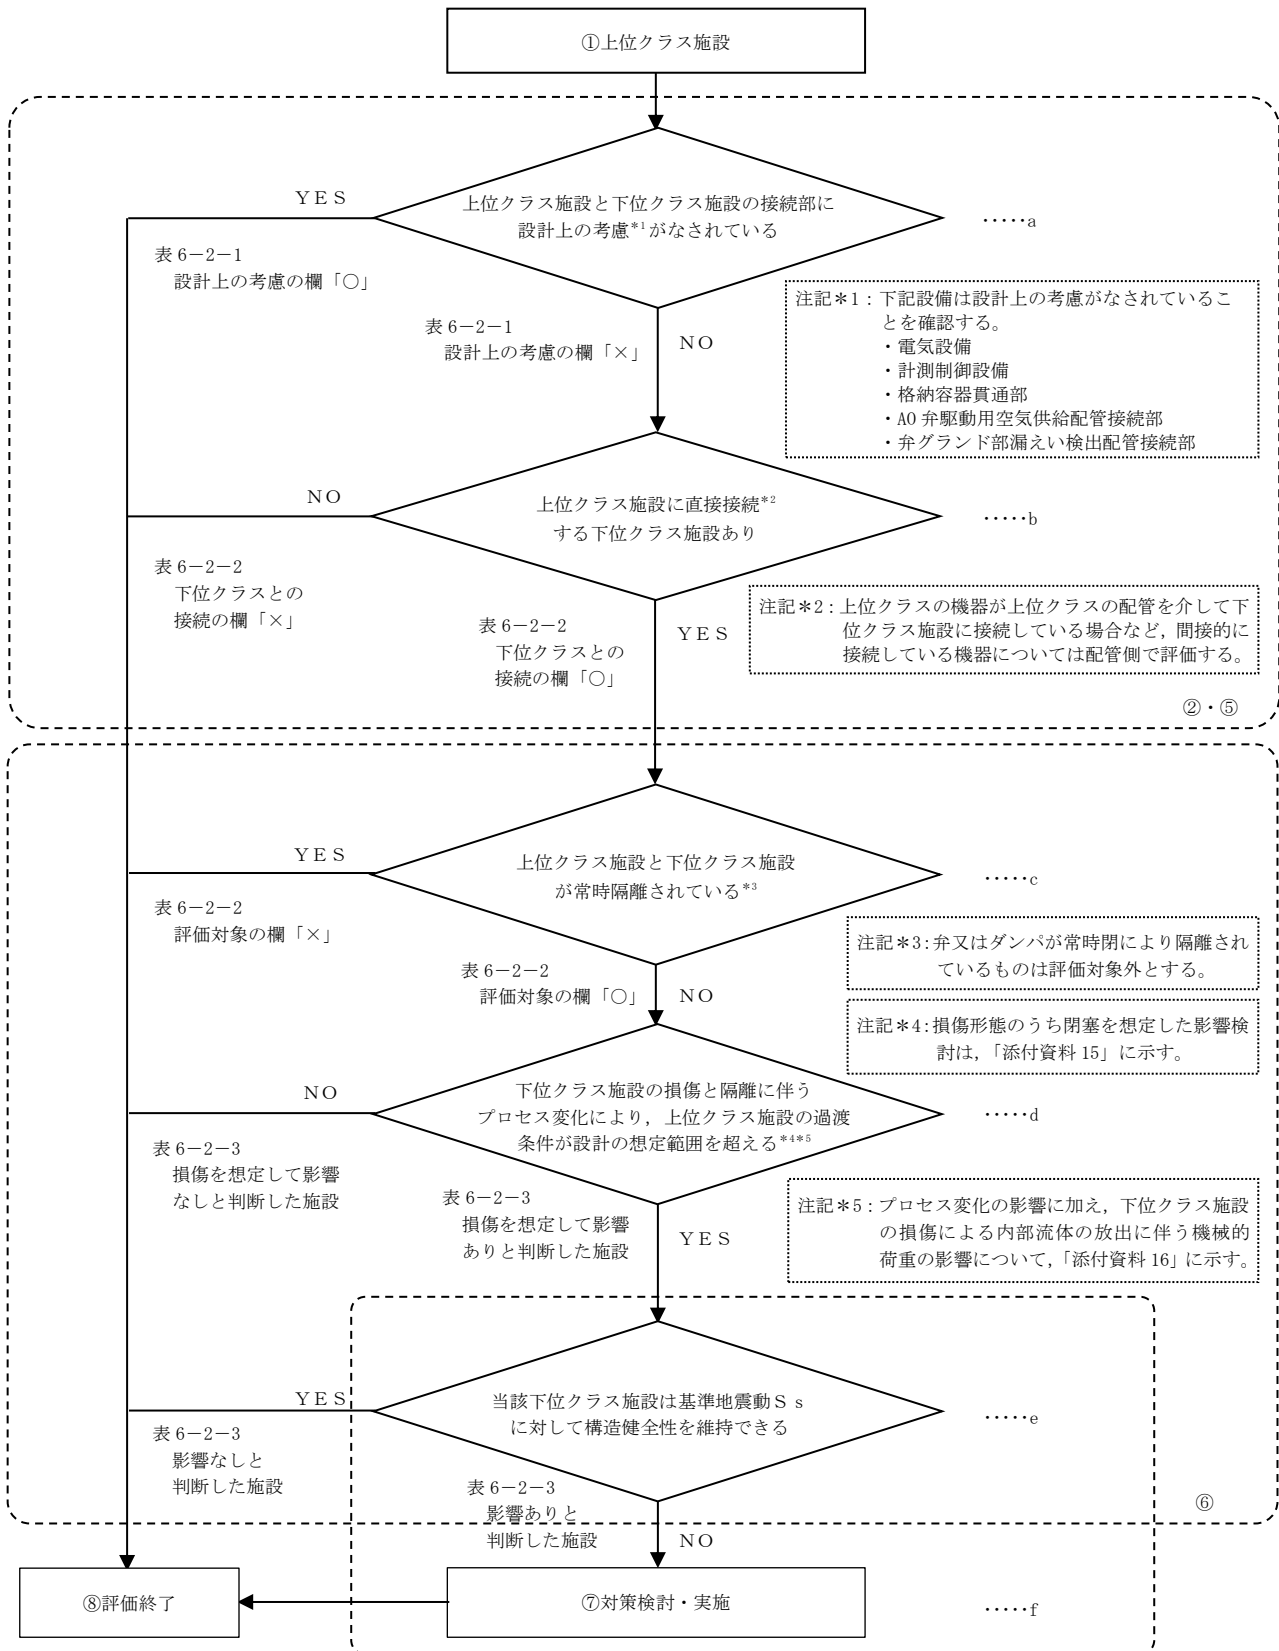 ①上位クラス施設
YES
上位クラス施設と下位クラス施設の接続部に
設計上の考慮*1がなされている
‥‥‥a
表 6－2－1
設計上の考慮の欄「○」
表 6－2－1
設計上の考慮の欄「×」
NO
注記＊1：下記設備は設計上の考慮がなされているこ
とを確認する。
・電気設備
・計測制御設備
・格納容器貫通部
・AO 弁駆動用空気供給配管接続部
・弁グランド部漏えい検出配管接続部
NO
上位クラス施設に直接接続*2
する下位クラス施設あり
‥‥‥b
表 6－2－2
下位クラスとの
接続の欄「×」
表 6－2－2
下位クラスとの
接続の欄「○」
YES
注記＊2：上位クラスの機器が上位クラスの配管を介して下
位クラス施設に接続している場合など，間接的に
接続している機器については配管側で評価する。
②・⑤
YES
上位クラス施設と下位クラス施設
が常時隔離されている*3
‥‥‥c
表 6－2－2
評価対象の欄「×」
注記＊3：弁又はダンパが常時閉により隔離され
ているものは評価対象外とする。
表 6－2－2
評価対象の欄「○」
NO
注記＊4：損傷形態のうち閉塞を想定した影響検
討は，「添付資料 15」に示す。
NO
下位クラス施設の損傷と隔離に伴う
プロセス変化により，上位クラス施設の過渡
条件が設計の想定範囲を超える*4*5
‥‥‥d
表 6－2－3
損傷を想定して影響
なしと判断した施設
表 6－2－3
損傷を想定して影響
ありと判断した施設
YES
注記＊5：プロセス変化の影響に加え，下位クラス施設
の損傷による内部流体の放出に伴う機械的
荷重の影響について，「添付資料 16」に示す。
YES
当該下位クラス施設は基準地震動Ｓｓ
に対して構造健全性を維持できる
‥‥‥e
表 6－2－3
影響なしと
判断した施設
表 6－2－3
影響ありと
判断した施設
NO
⑥
⑧評価終了
⑦対策検討・実施
‥‥‥f